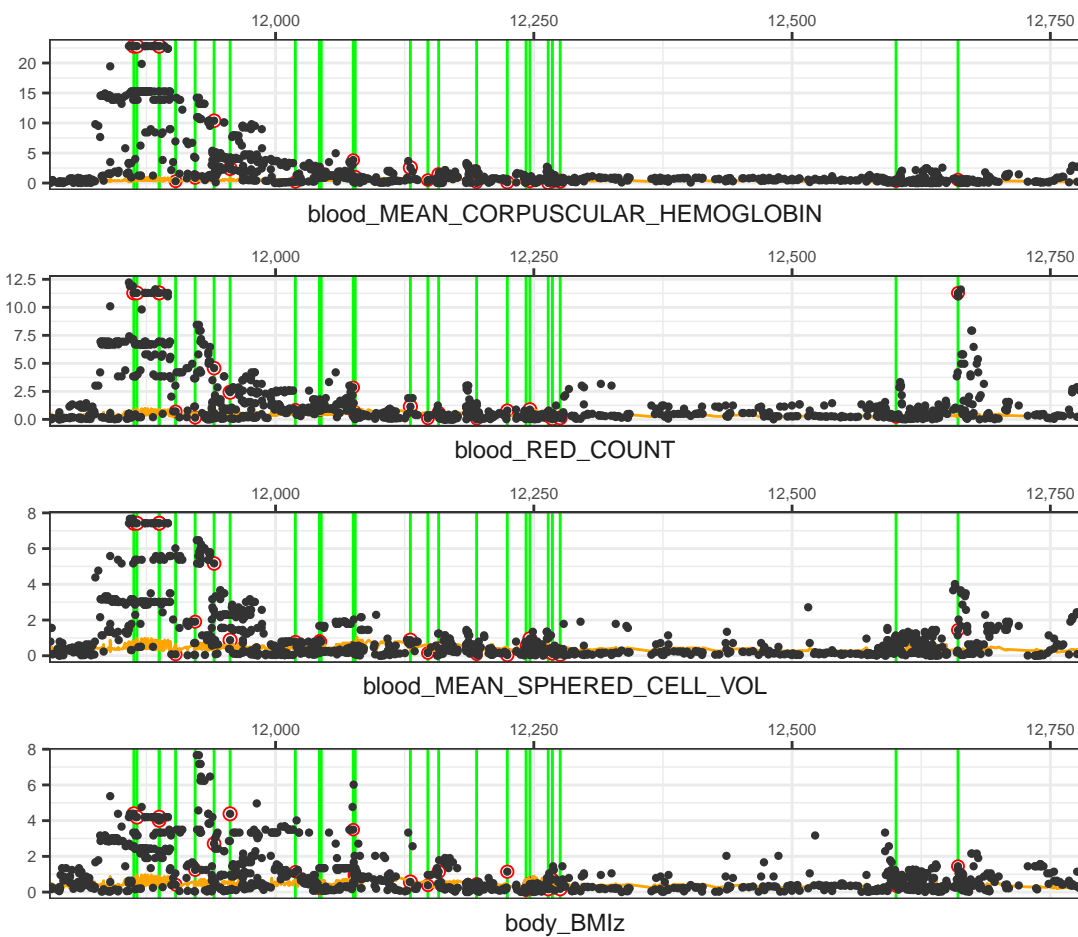 12,000 12,250 12,500 12,750
20
15
10
5
0
blood_MEAN_CORPUSCULAR_HEMOGLOBIN
12,000 12,250 12,500 12,750
12.5
10.0
7.5
5.0
2.5
0.0
blood_RED_COUNT
12,000 12,250 12,500 12,750
8
6
4
2
0
blood_MEAN_SPHERED_CELL_VOL
12,000 12,250 12,500 12,750
8
6
4
2
0
body_BMIz